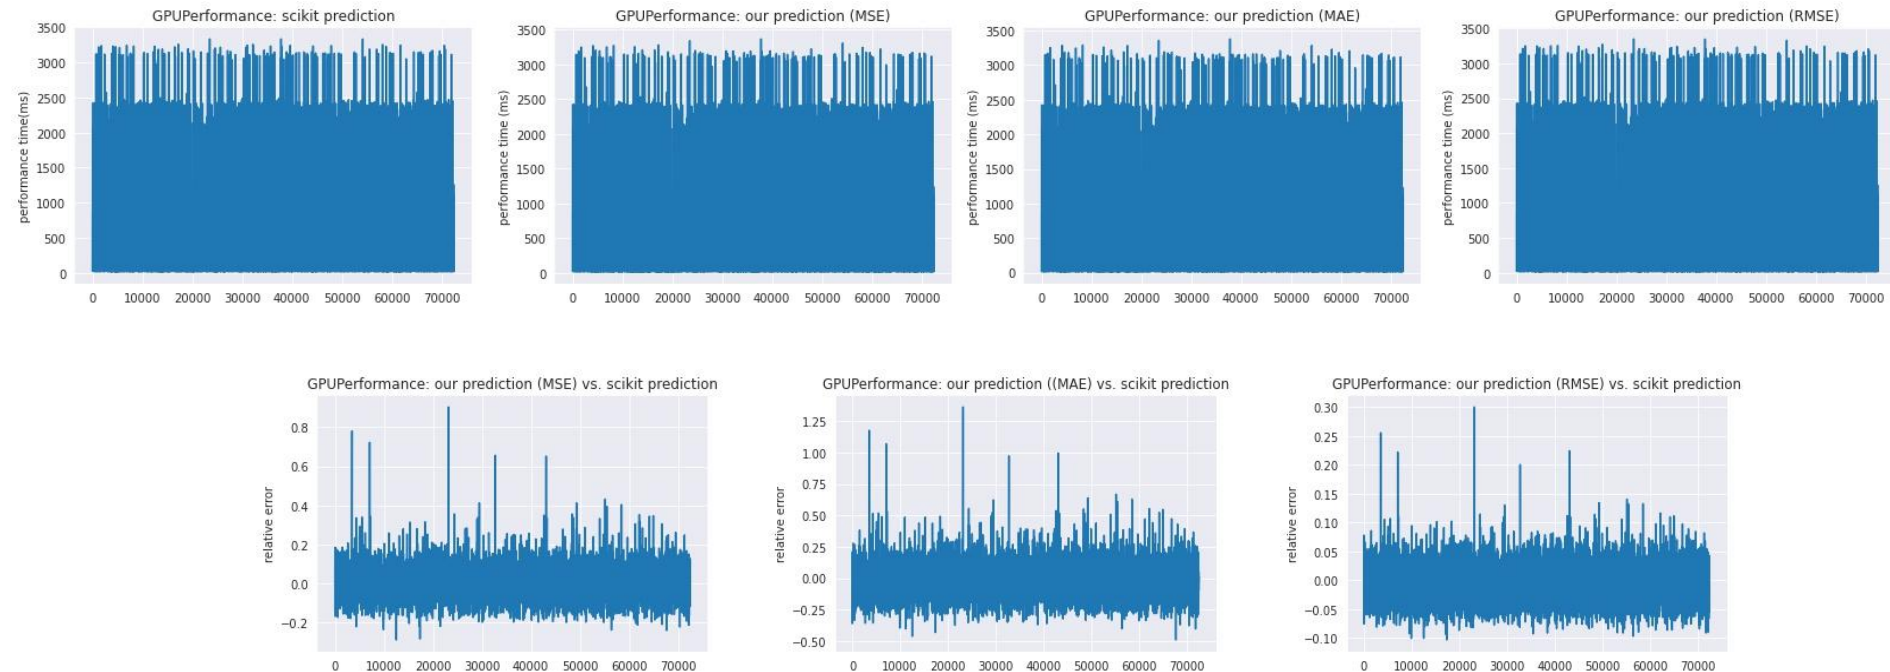 GPUPerformance: scikit prediction
performance time(ms)
3500
3000
2500
2000
1500
1000
500
0
0 10000 20000 30000 40000 50000 60000 70000
GPUPerformance: our prediction (MSE)
performance time (ms)
3500
3000
2500
2000
1500
1000
500
0
0 10000 20000 30000 40000 50000 60000 70000
GPUPerformance: our prediction (MAE)
performance time (ms)
3500
3000
2500
2000
1500
1000
500
0
0 10000 20000 30000 40000 50000 60000 70000
GPUPerformance: our prediction (RMSE)
performance time (ms)
3500
3000
2500
2000
1500
1000
500
0
0 10000 20000 30000 40000 50000 60000 70000
GPUPerformance: our prediction (MSE) vs. scikit prediction
relative error
0.8
0.6
0.4
0.2
0.0
−0.2
0 10000 20000 30000 40000 50000 60000 70000
GPUPerformance: our prediction ((MAE) vs. scikit prediction
relative error
1.25
1.00
0.75
0.50
0.25
0.00
−0.25
−0.50
0 10000 20000 30000 40000 50000 60000 70000
GPUPerformance: our prediction (RMSE) vs. scikit prediction
relative error
0.30
0.25
0.20
0.15
0.10
0.05
0.00
−0.05
−0.10
0 10000 20000 30000 40000 50000 60000 70000